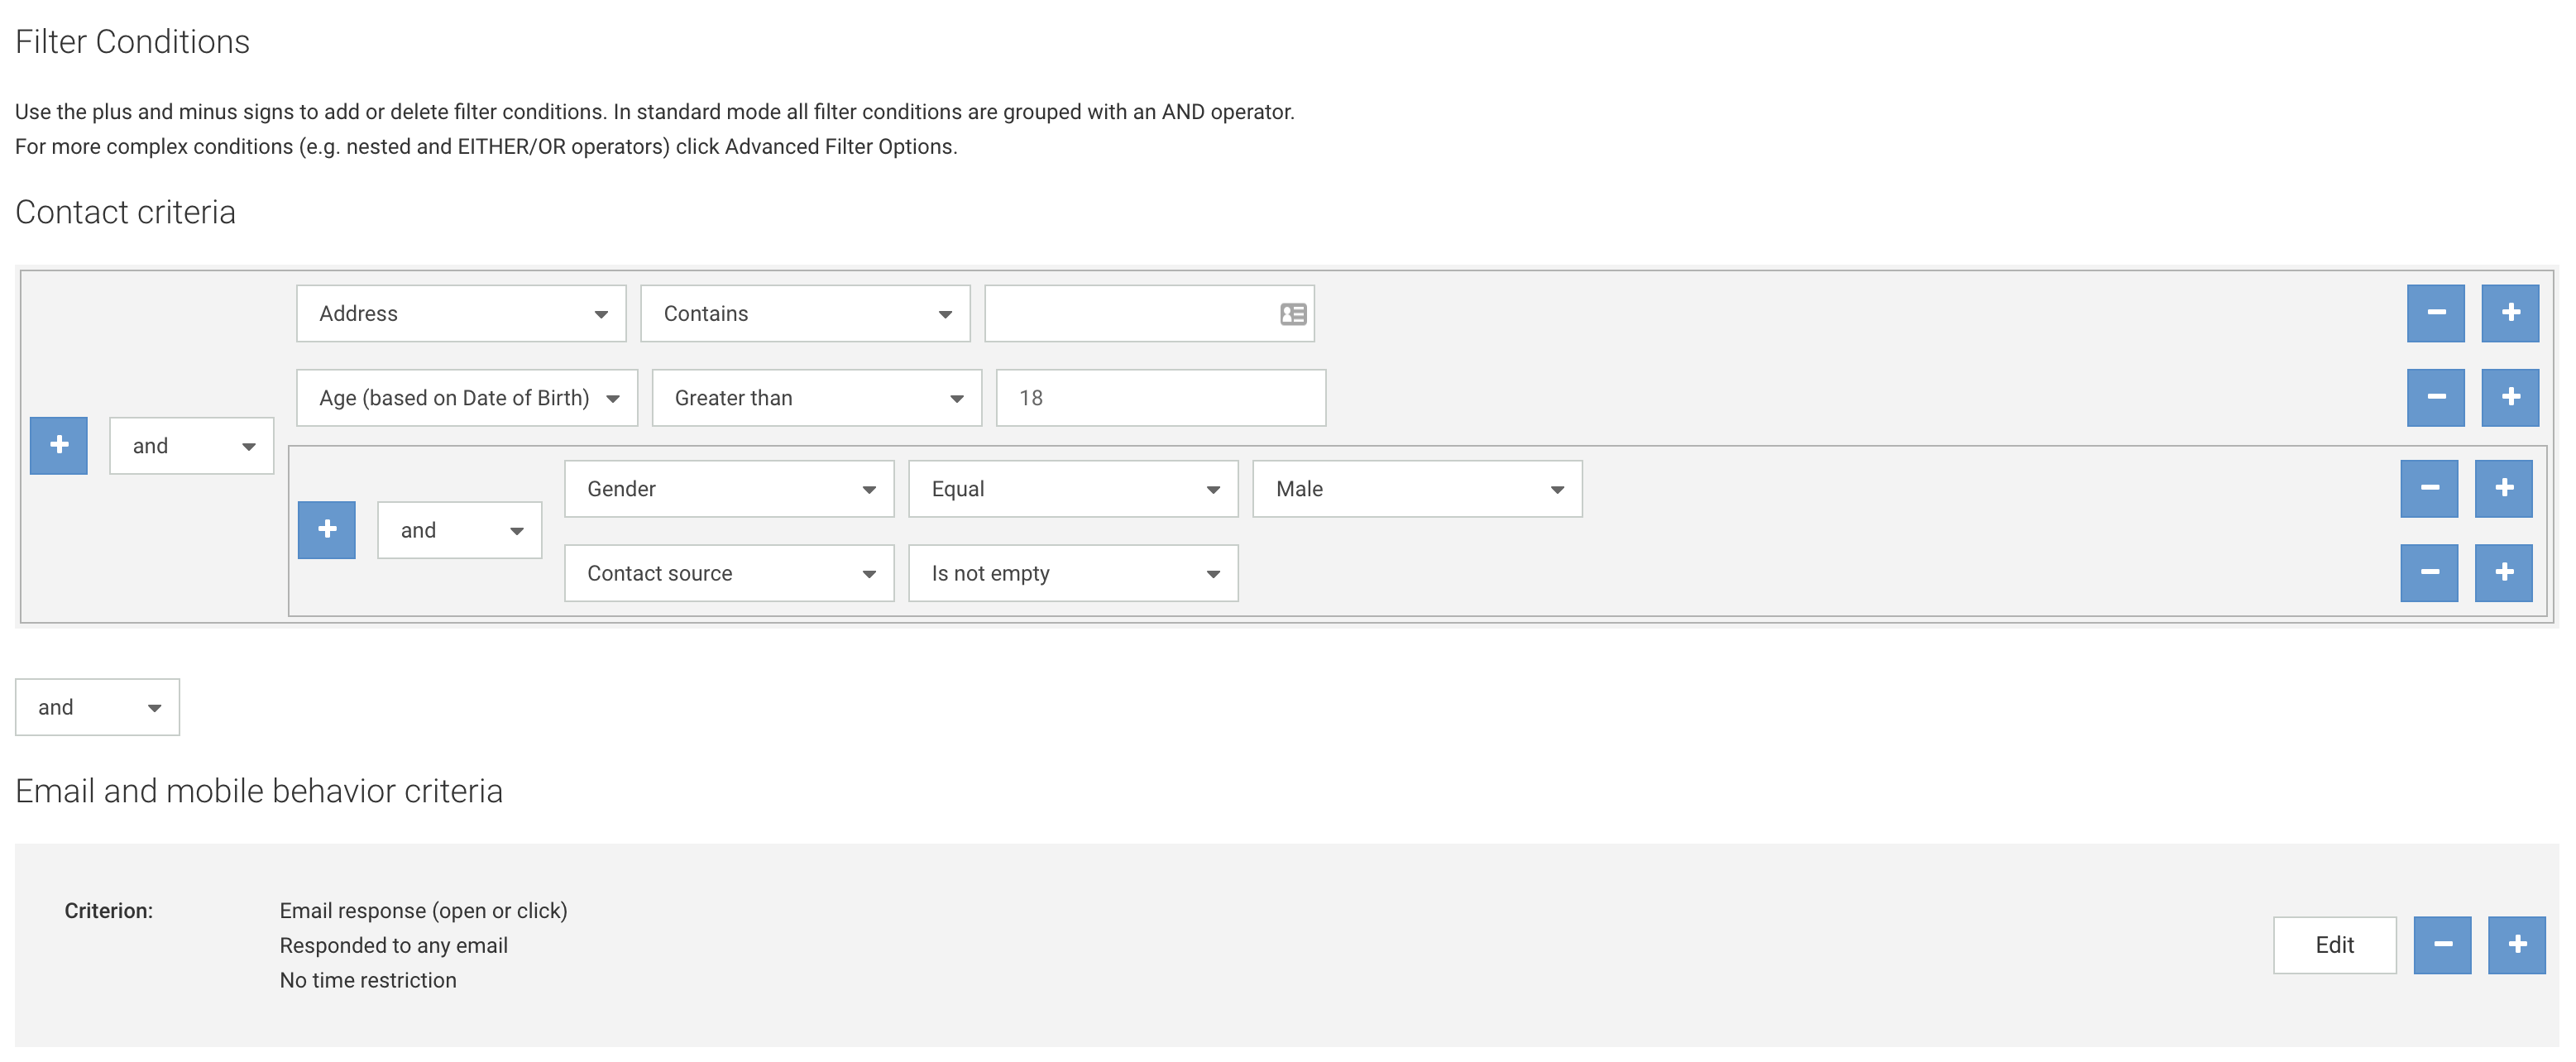 Filter Conditions
Use the plus and minus signs to add or delete filter conditions. In standard mode all filter conditions are grouped with an AND operator.
For more complex conditions (e.g. nested and EITHER/OR operators) click Advanced Filter Options.
Contact criteria
Address Contains
Age (based on Date of Birth) Greater than 18
and
Gender Equal Male
and
Contact source Is not empty
and
Email and mobile behavior criteria
Criterion: Email response (open or click)
Responded to any email
Edit
No time restriction